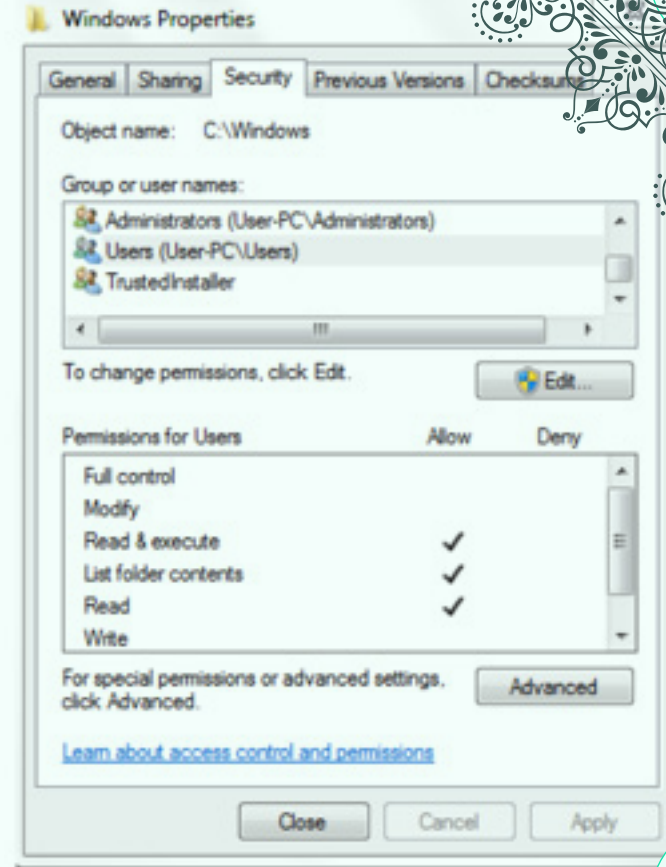 Windows Properties
General Sharing Security Previous Versions Checksums
Object name: C:\Windows
Group or user names:
Administrators (User-PC\Administrators)
Users (User-PC\Users)
TrustedInstaller
To change permissions, click Edit.
Edit...
Permissions for Users Allow Deny
Full control
Modify
Read & execute
List folder contents
Read
Write
For special permissions or advanced settings,
click Advanced.
Advanced
Learn about access control and permissions
Close Cancel Apply